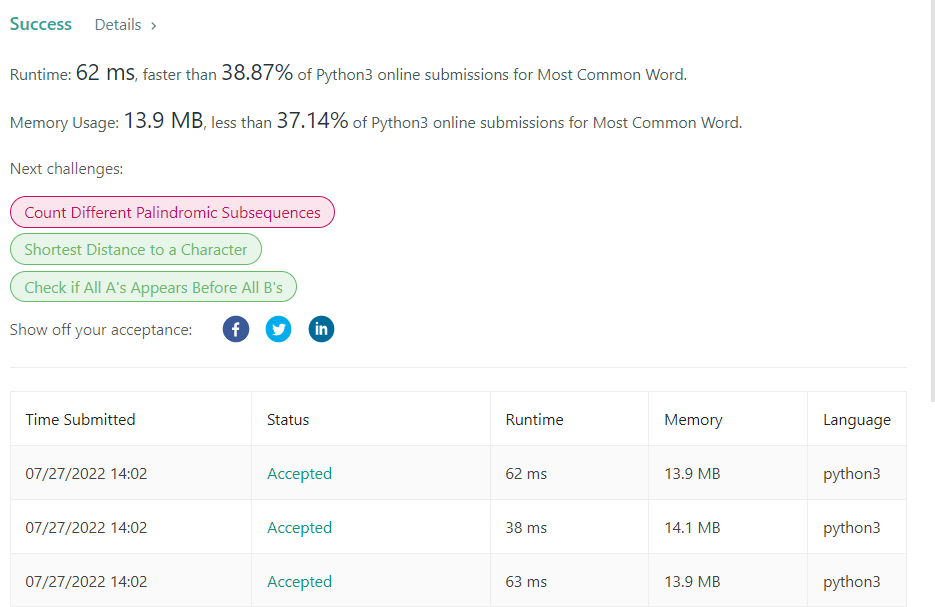 Success Details >
Runtime: 62 ms, faster than 38.87% of Python3 online submissions for Most Common Word.
Memory Usage: 13.9 MB, less than 37.14% of Python3 online submissions for Most Common Word.
Next challenges:
Count Different Palindromic Subsequences
Shortest Distance to a Character
Check if All A's Appears Before All B's
Show off your acceptance: f in
Time Submitted Status Runtime Memory Language
07/27/2022 14:02 Accepted 62 ms 13.9 MB python3
07/27/2022 14:02 Accepted 38 ms 14.1 MB python3
07/27/2022 14:02 Accepted 63 ms 13.9 MB python3